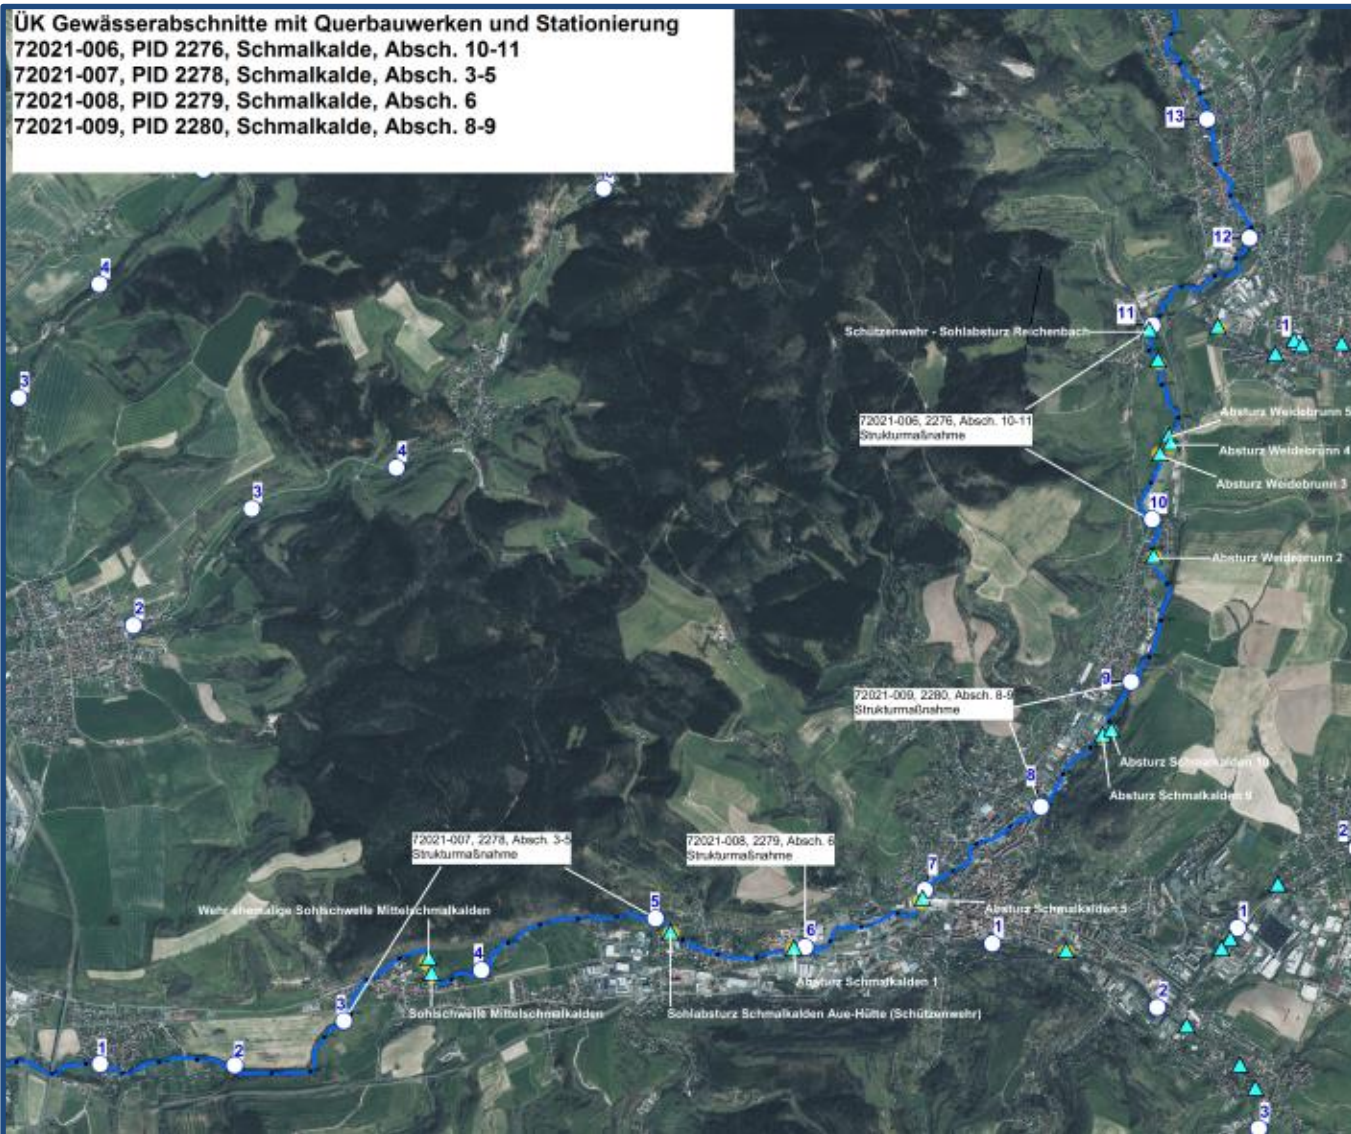 ÜK Gewässerabschnitte mit Querbauwerken und Stationierung
72021-006, PID 2276, Schmalkalde, Absch. 10-11
72021-007, PID 2278, Schmalkalde, Absch. 3-5
72021-008, PID 2279, Schmalkalde, Absch. 6
72021-009, PID 2280, Schmalkalde, Absch. 8-9
13
12
4
11
1
Schützenwehr - Sohlabsturz Reichenbach
3
72021-006, 2276, Absch. 10-11
Strukturmaßnahme
Absturz Weidebrunn 5
Absturz Weidebrunn 4
4
Absturz Weidebrunn 3
3
10
Absturz Weidebrunn 2
2
9
72021-009, 2280, Absch. 8-9
Strukturmaßnahme
Absturz Schmalkalden 10
8
Absturz Schmalkalden 9
2
72021-007, 2278, Absch. 3-5
Strukturmaßnahme
72021-008, 2279, Absch. 6
Strukturmaßnahme
7
Wehr ehemalige Sohlschwelle Mittelschmalkalden
5
Absturz Schmalkalden 5
1
1
6
4
Absturz Schmalkalden 1
3
Sohlschwelle Mittelschmalkalden
Sohlabsturz Schmalkalden Aue-Hütte (Schützenwehr)
2
1
2
3